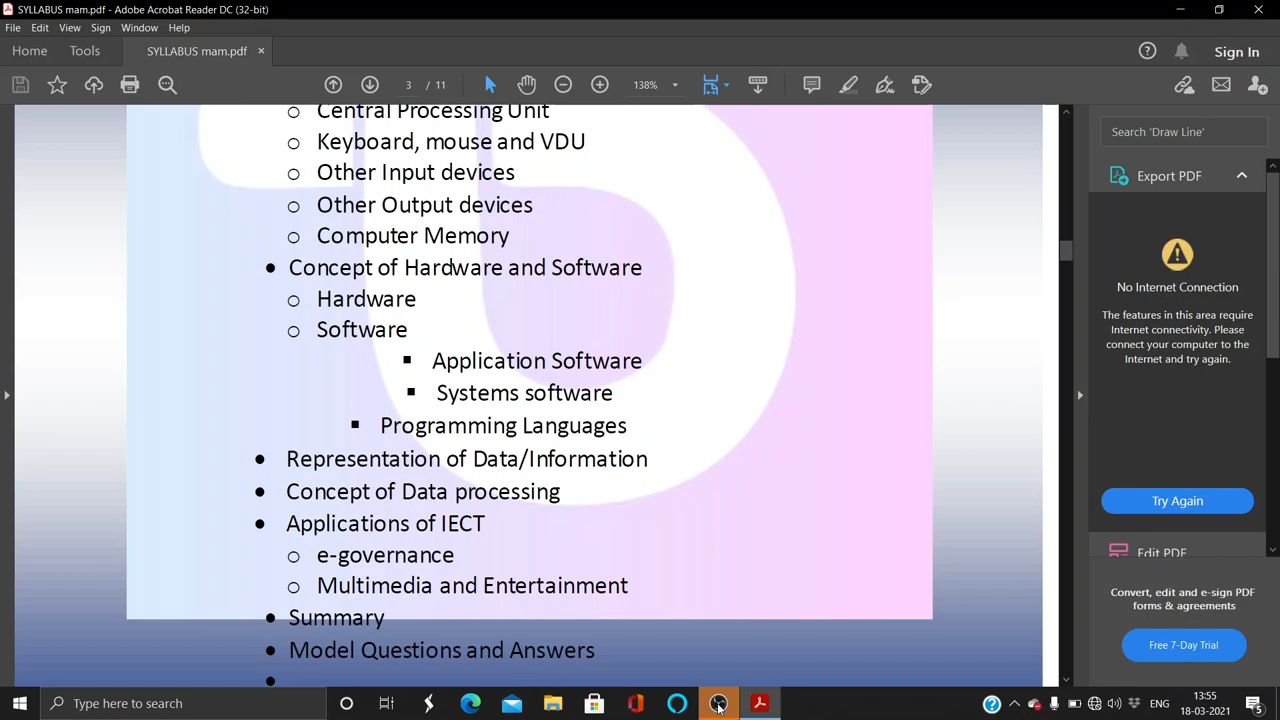 SYLLABUS mam.pdf - Adobe Acrobat Reader DC (32-bit)
File Edit View Sign Window Help
Home Tools SYLLABUS mam.pdf × Sign In
3 / 11 138%
Central Processing Unit
Keyboard, mouse and VDU
Other Input devices
Other Output devices
Computer Memory
Concept of Hardware and Software
Hardware
Software
Application Software
Systems software
Programming Languages
Representation of Data/Information
Concept of Data processing
Applications of IECT
e-governance
Multimedia and Entertainment
Summary
Model Questions and Answers
Search 'Draw Line'
Export PDF
No Internet Connection
The features in this area require
Internet connectivity. Please
connect your computer to the
Internet and try again.
Try Again
Edit PDF
Convert, edit and e-sign PDF
forms & agreements
Free 7-Day Trial
Type here to search
ENG
13:55
18-03-2021
5